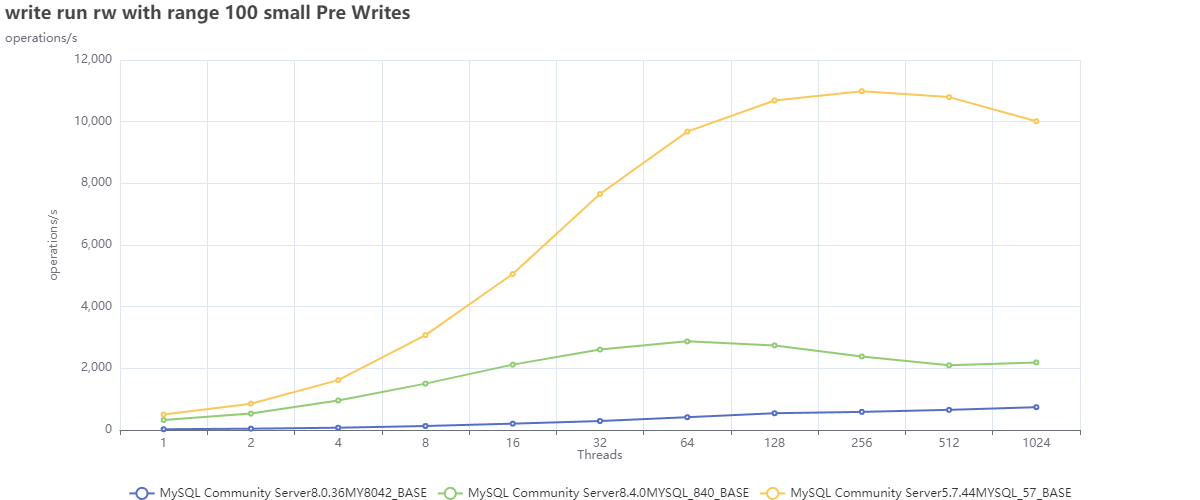 write run rw with range 100 small Pre Writes
operations/s
12,000
10,000
8,000
6,000
4,000
2,000
0
operations/s
1 2 4 8 16 32 64 128 256 512 1024
Threads
MySQL Community Server8.0.36MY8042_BASE MySQL Community Server8.4.0MYSQL_840_BASE MySQL Community Server5.7.44MYSQL_57_BASE